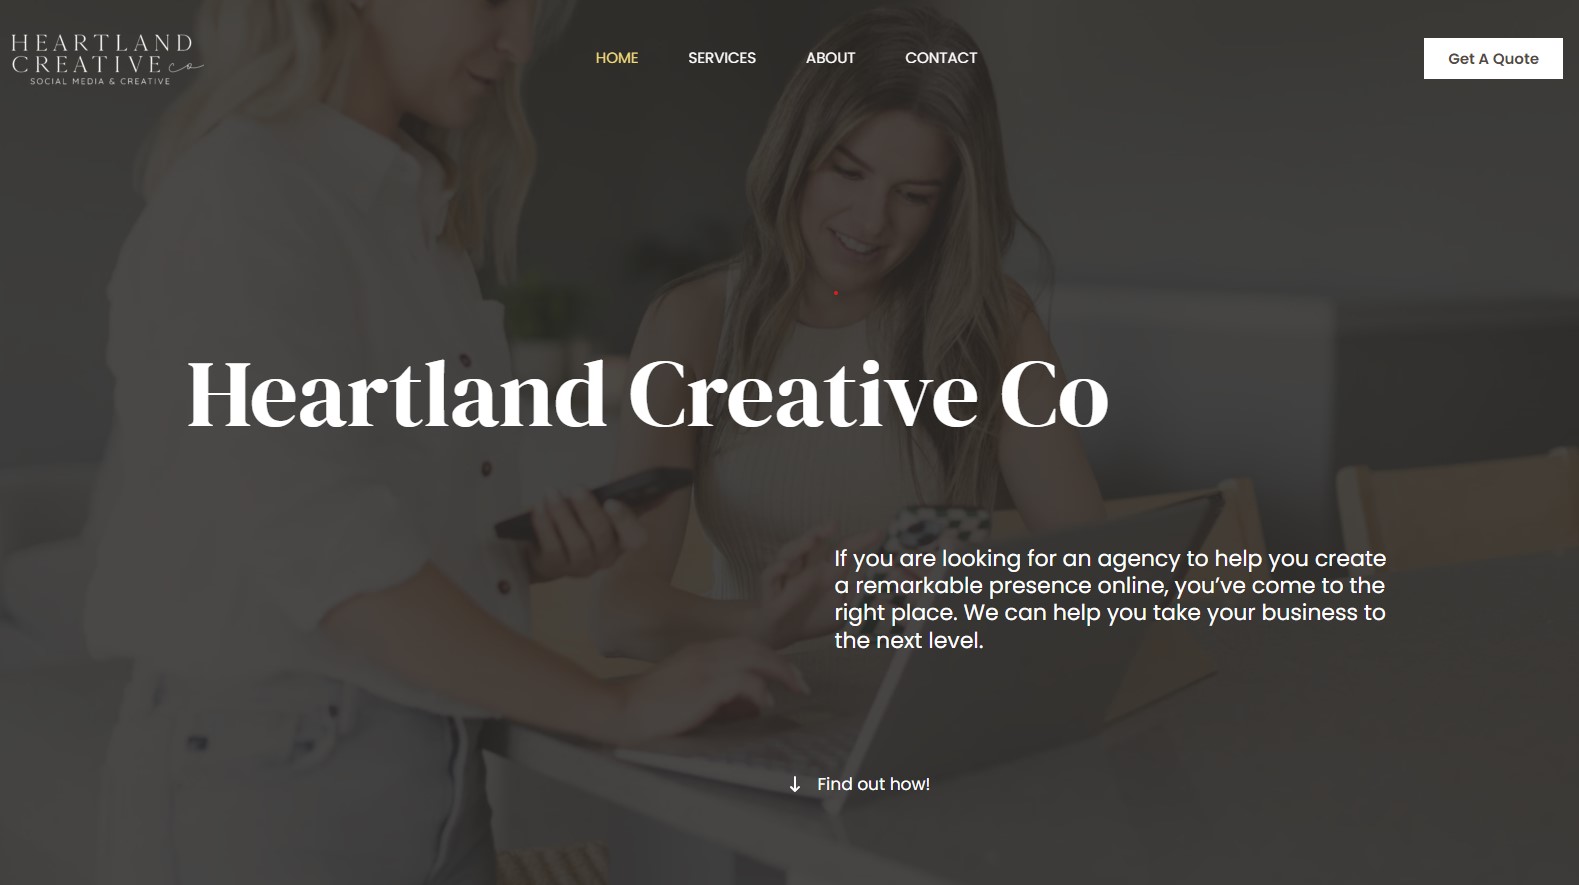 HEARTLAND
CREATIVE co
SOCIAL MEDIA & CREATIVE
HOME SERVICES ABOUT CONTACT
Get A Quote
Heartland Creative Co
If you are looking for an agency to help you create
a remarkable presence online, you’ve come to the
right place. We can help you take your business to
the next level.
↓ Find out how!